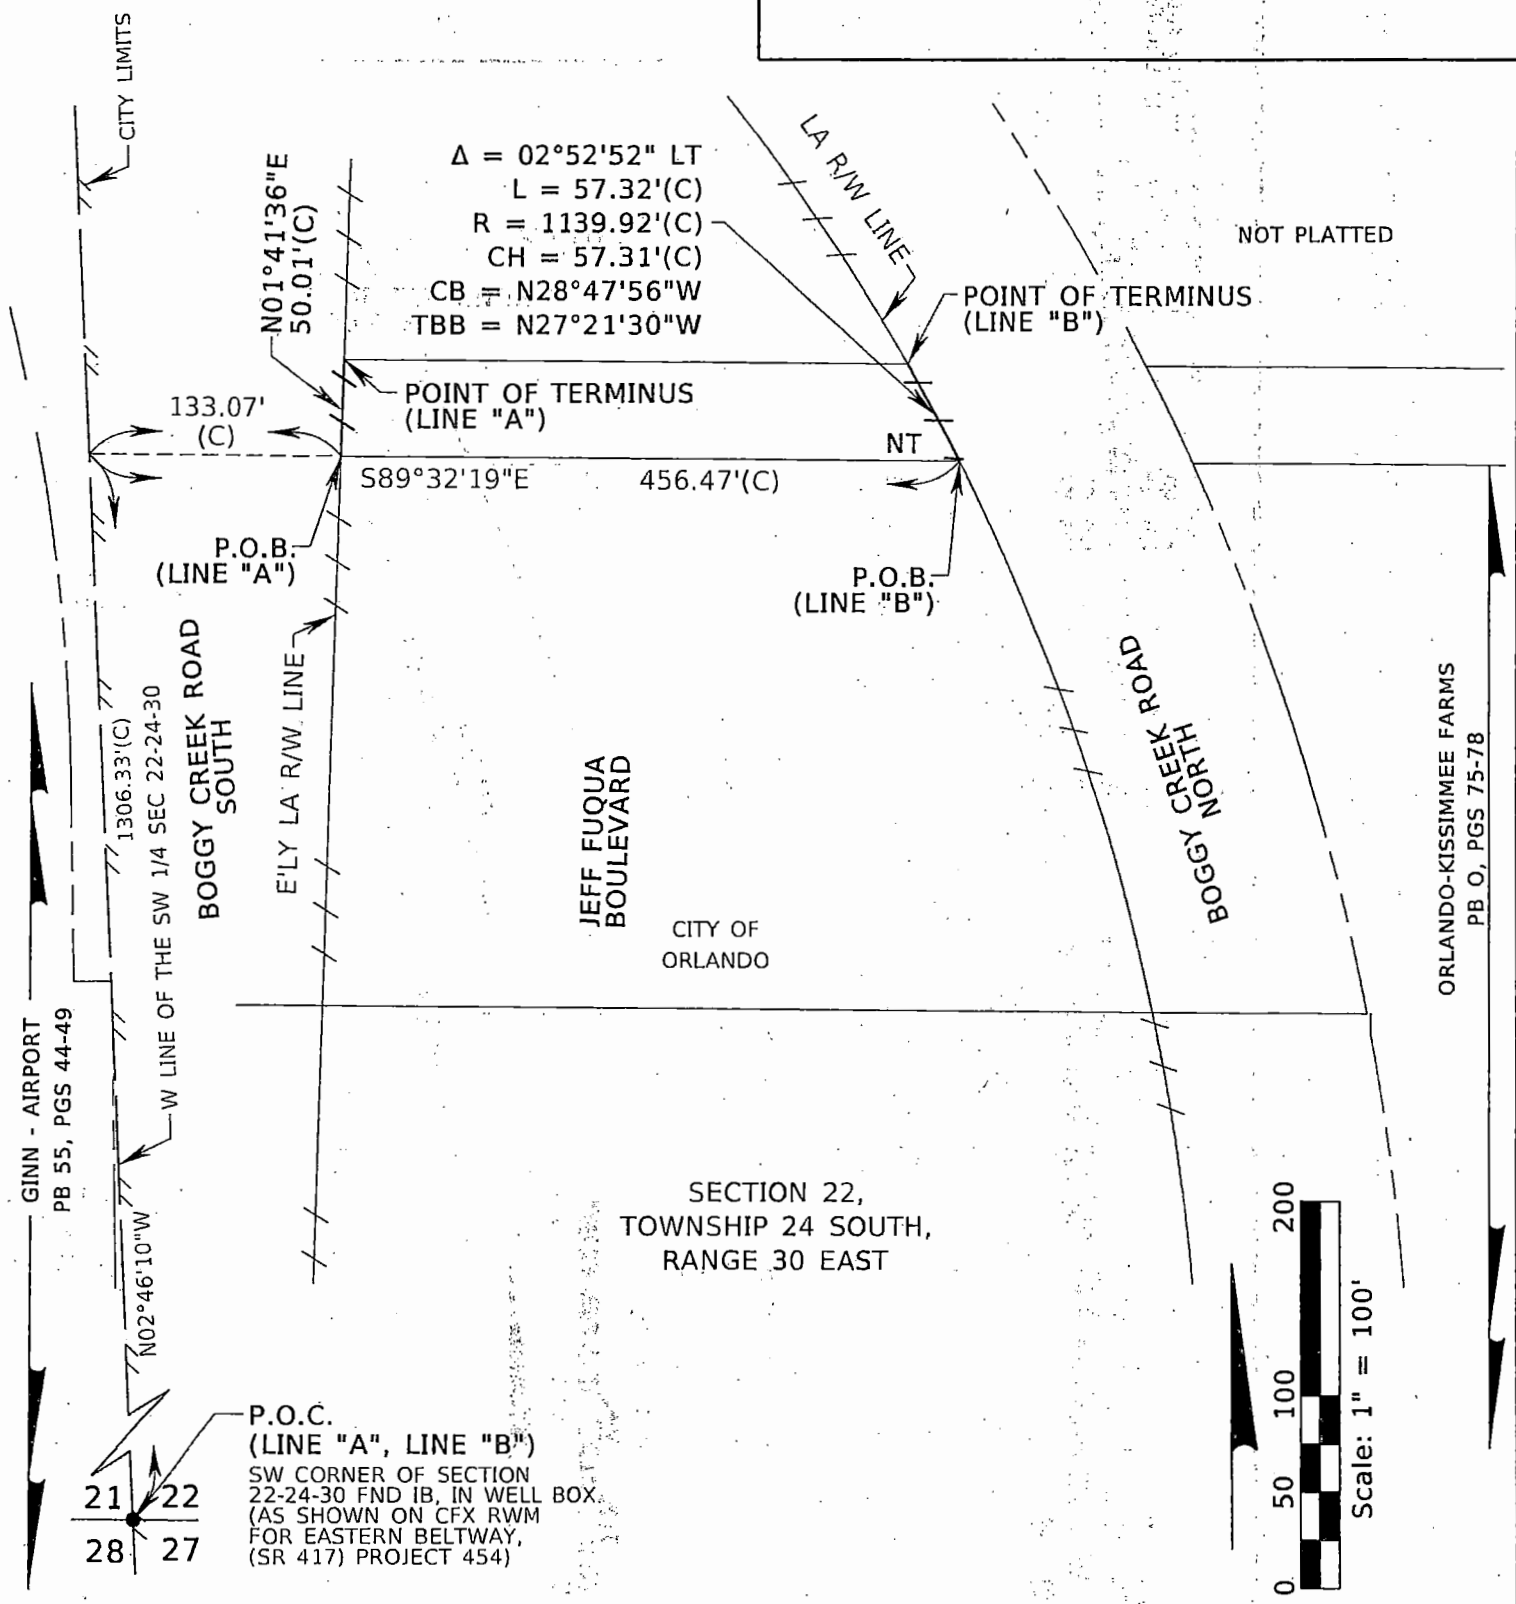 CITY LIMITS
N01°41'36"E
50.01'(C)
Δ = 02°52'52" LT
L = 57.32'(C)
R = 1139.92'(C)
CH = 57.31'(C)
CB = N28°47'56"W
TBB = N27°21'30"W
LA R/W LINE
NOT PLATTED
POINT OF TERMINUS
(LINE "B")
POINT OF TERMINUS
(LINE "A")
133.07'
(C)
NT
S89°32'19"E
456.47'(C)
P.O.B.
(LINE "A")
P.O.B.
(LINE "B")
1306.33'(C)
W LINE OF THE SW 1/4 SEC 22-24-30
BOGGY CREEK ROAD
SOUTH
E'LY LA R/W LINE
JEFF FUQUA
BOULEVARD
CITY OF
ORLANDO
BOGGY CREEK ROAD
NORTH
ORLANDO-KISSIMMEE FARMS
PB O, PGS 75-78
GINN - AIRPORT
PB 55, PGS 44-49
N02°46'10"W
SECTION 22,
TOWNSHIP 24 SOUTH,
RANGE 30 EAST
P.O.C.
(LINE "A", LINE "B")
SW CORNER OF SECTION
22-24-30 FND IB, IN WELL BOX
(AS SHOWN ON CFX RWM
FOR EASTERN BELTWAY,
(SR 417) PROJECT 454)
21 22
28 27
0 50 100 200
Scale: 1" = 100'